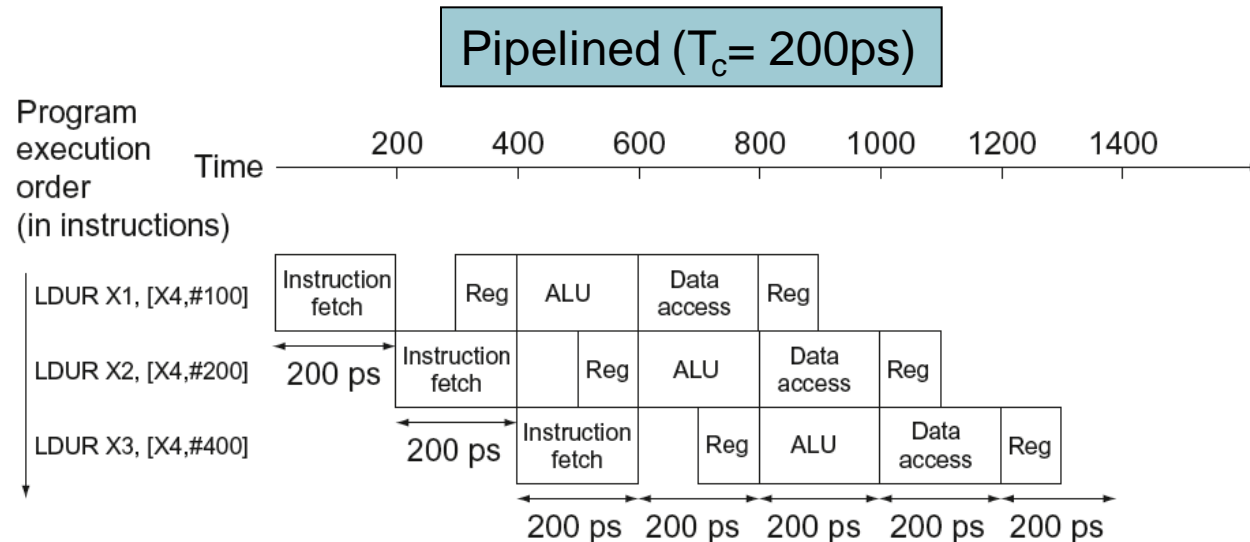 Pipelined (Tc= 200ps)
Program
execution
order
(in instructions)
Time
200 400 600 800 1000 1200 1400
LDUR X1, [X4,#100]
Instruction
fetch
Reg
ALU
Data
access
Reg
200 ps
LDUR X2, [X4,#200]
Instruction
fetch
Reg
ALU
Data
access
Reg
200 ps
LDUR X3, [X4,#400]
Instruction
fetch
Reg
ALU
Data
access
Reg
200 ps 200 ps 200 ps 200 ps 200 ps